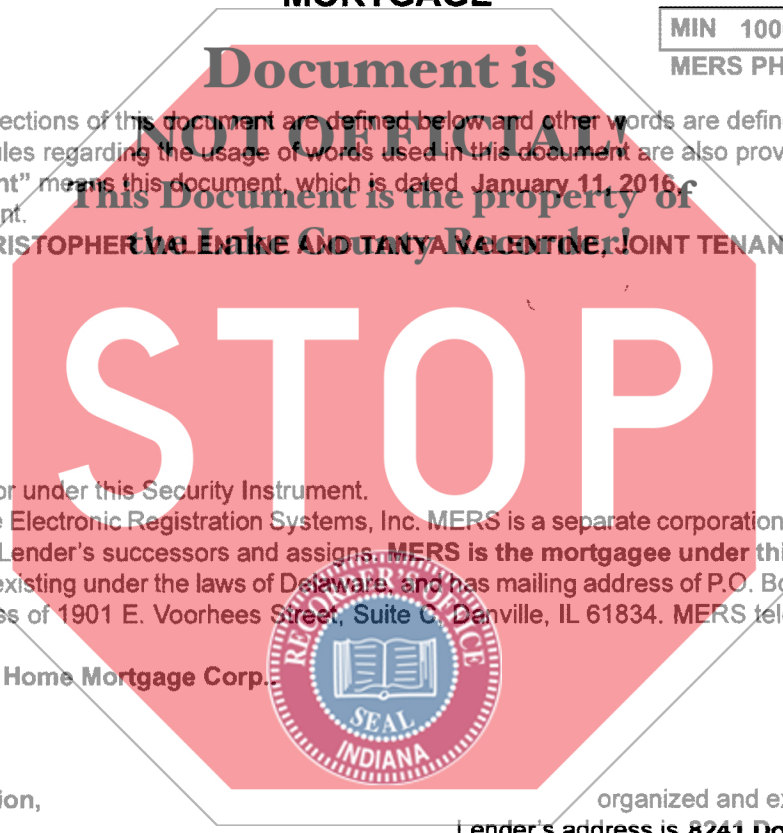 MORTGAGE
MIN 100
MERS PH
Document is
NOT OFFICIAL!
This Document is the property of
the Lake County Recorder!
ections of this document are defined below and other words are defin
les regarding the usage of words used in this document are also prov
nt" means this document, which is dated January 11, 2016,
nt.
RISTOPHER VALENTINE AND TANYA VALENTINE, JOINT TENAN
STOP
or under this Security Instrument.
e Electronic Registration Systems, Inc. MERS is a separate corporation
Lender's successors and assigns. MERS is the mortgagee under thi
existing under the laws of Delaware, and has mailing address of P.O. Bo
ss of 1901 E. Voorhees Street, Suite C, Danville, IL 61834. MERS tel
Home Mortgage Corp..
RECORDER'S OFFICE
SEAL
INDIANA
ion,
organized and ex
Lender's address is 8241 Do